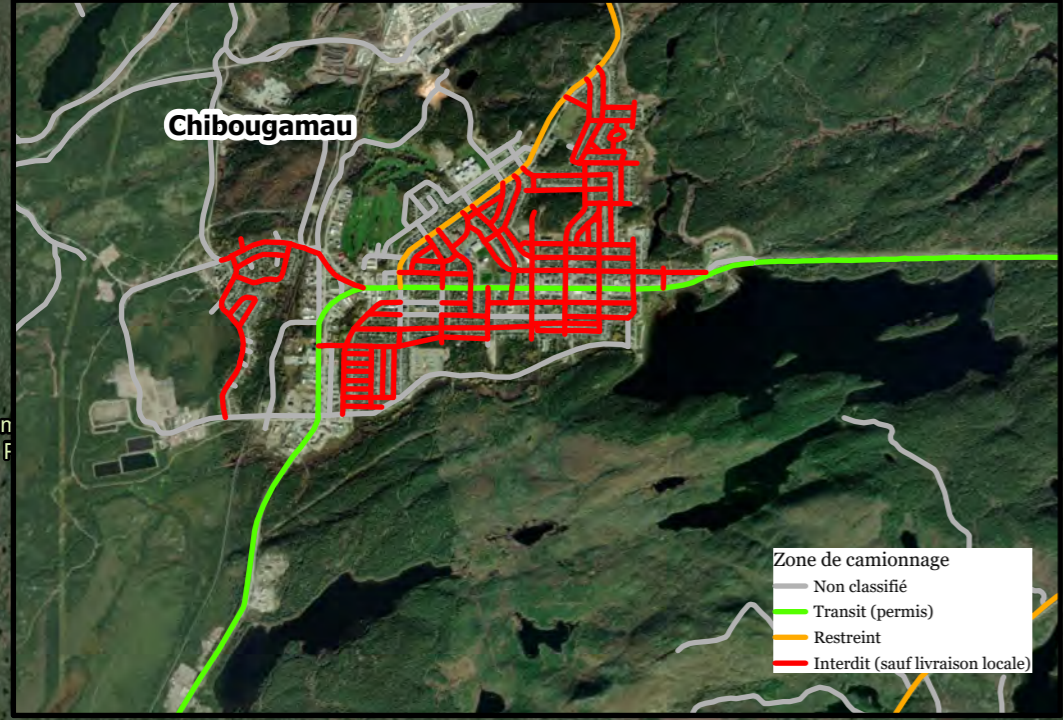 Chibougamau
Zone de camionnage
Non classifié
Transit (permis)
Restreint
Interdit (sauf livraison locale)